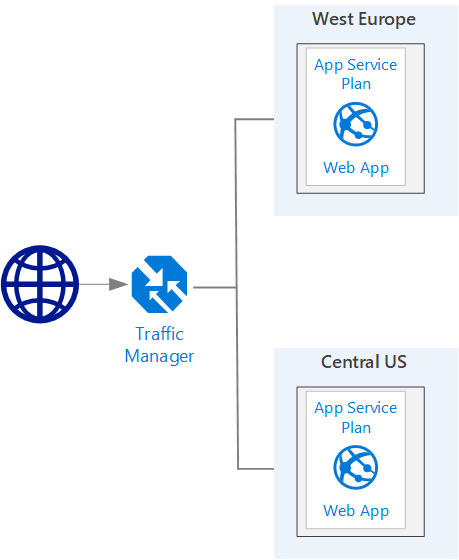 West Europe
App Service
Plan
Web App
Traffic
Manager
Central US
App Service
Plan
Web App